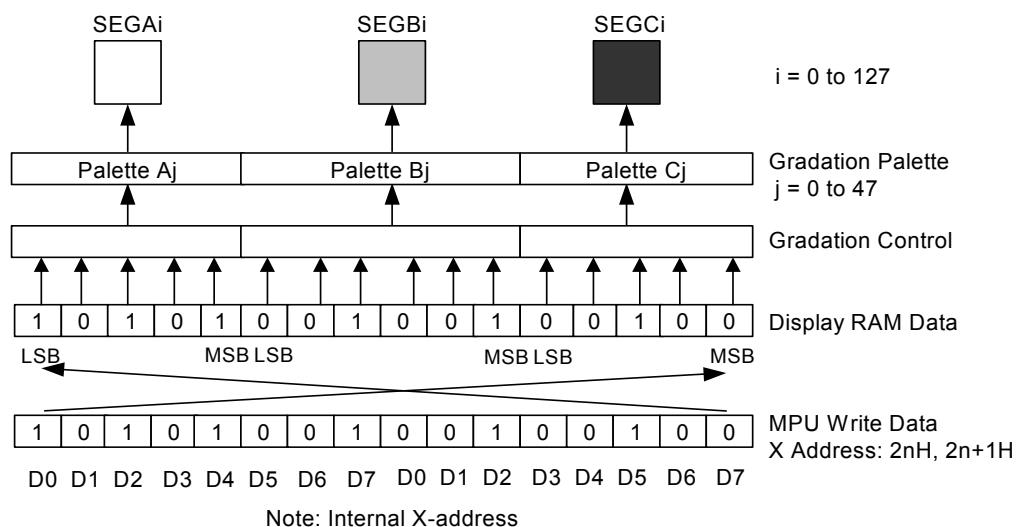 SEGAi SEGBi SEGCi
i = 0 to 127
Palette Aj Palette Bj Palette Cj Gradation Palette
j = 0 to 47
Gradation Control
1 0 1 0 1 0 0 1 0 0 1 0 0 1 0 0 Display RAM Data
LSB MSB LSB MSB LSB MSB
1 0 1 0 1 0 0 1 0 0 1 0 0 1 0 0 MPU Write Data
X Address: 2nH, 2n+1H
D0 D1 D2 D3 D4 D5 D6 D7 D0 D1 D2 D3 D4 D5 D6 D7
Note: Internal X-address